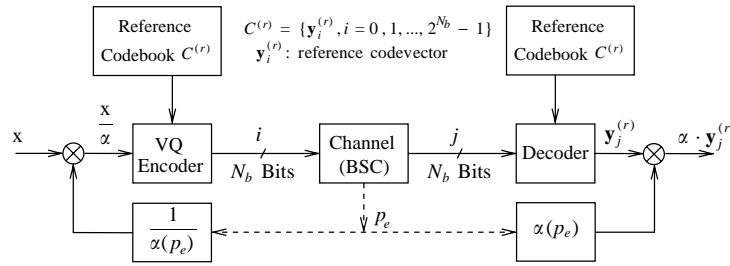 Reference
Codebook C^(r)
C^(r) = {y_i^(r), i = 0, 1, ..., 2^{N_b} − 1}
y_i^(r) : reference codevector
Reference
Codebook C^(r)
x
x/α
VQ
Encoder
i
N_b Bits
Channel
(BSC)
j
N_b Bits
Decoder
y_j^(r)
α · y_j^(r
1/α(p_e)
p_e
α(p_e)